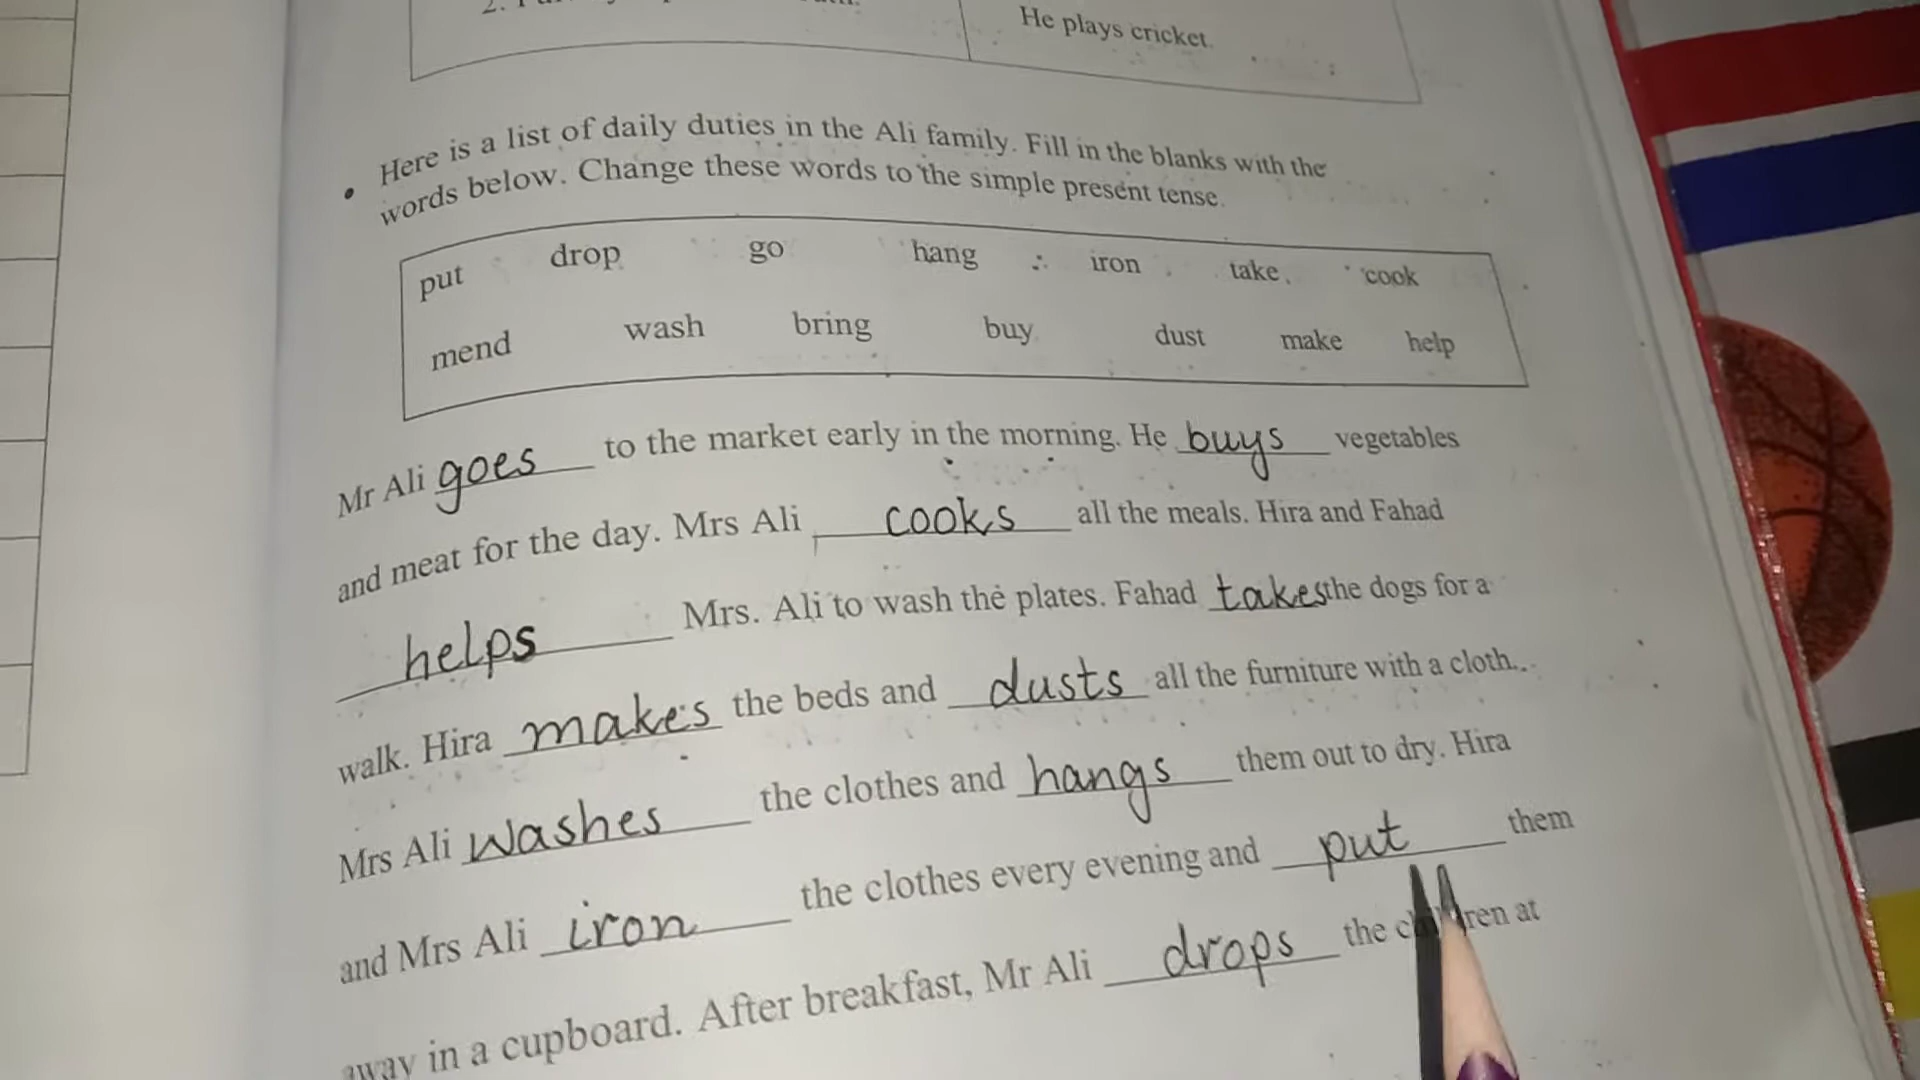 He plays cricket.
• Here is a list of daily duties in the Ali family. Fill in the blanks with the
words below. Change these words to the simple present tense.
put drop go hang iron take cook
mend wash bring buy dust make help
Mr Ali goes to the market early in the morning. He buys vegetables
and meat for the day. Mrs Ali cooks all the meals. Hira and Fahad
helps Mrs. Ali to wash the plates. Fahad takes the dogs for a
walk. Hira makes the beds and dusts all the furniture with a cloth.
Mrs Ali washes the clothes and hangs them out to dry. Hira
and Mrs Ali iron the clothes every evening and put them
away in a cupboard. After breakfast, Mr Ali drops the children at